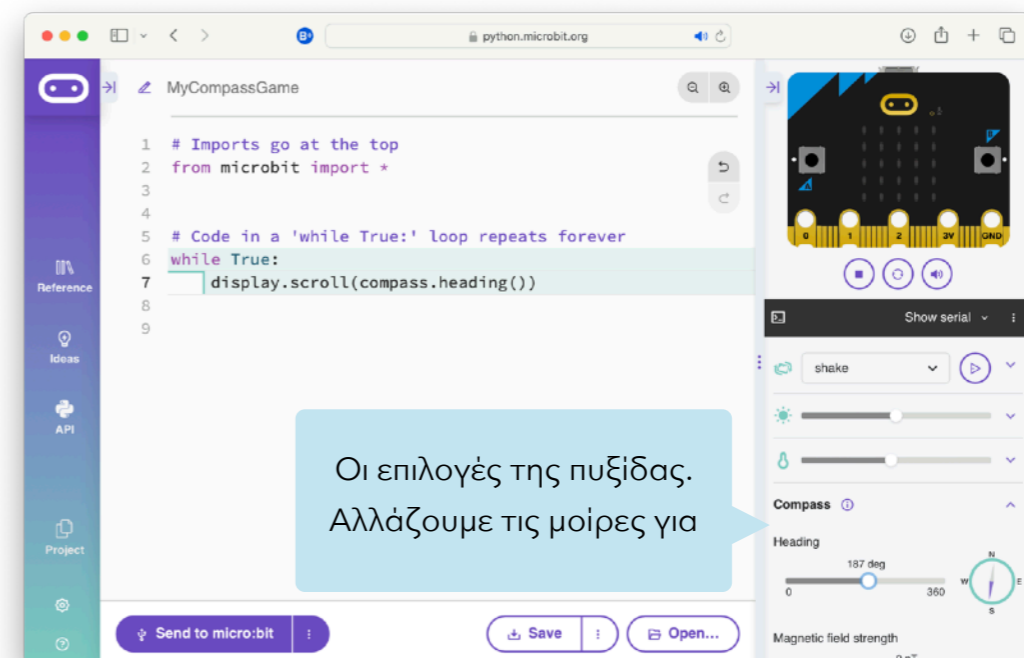 python.microbit.org
MyCompassGame
1 # Imports go at the top
2 from microbit import *
3
4
5 # Code in a 'while True:' loop repeats forever
6 while True:
7 display.scroll(compass.heading())
8
9
Reference
Ideas
API
Project
Οι επιλογές της πυξίδας.
Αλλάζουμε τις μοίρες για
Send to micro:bit
Save
Open...
A
B
0 1 2 3V GND
Show serial
shake
Compass
Heading
187 deg
0 360
N
W E
S
Magnetic field strength